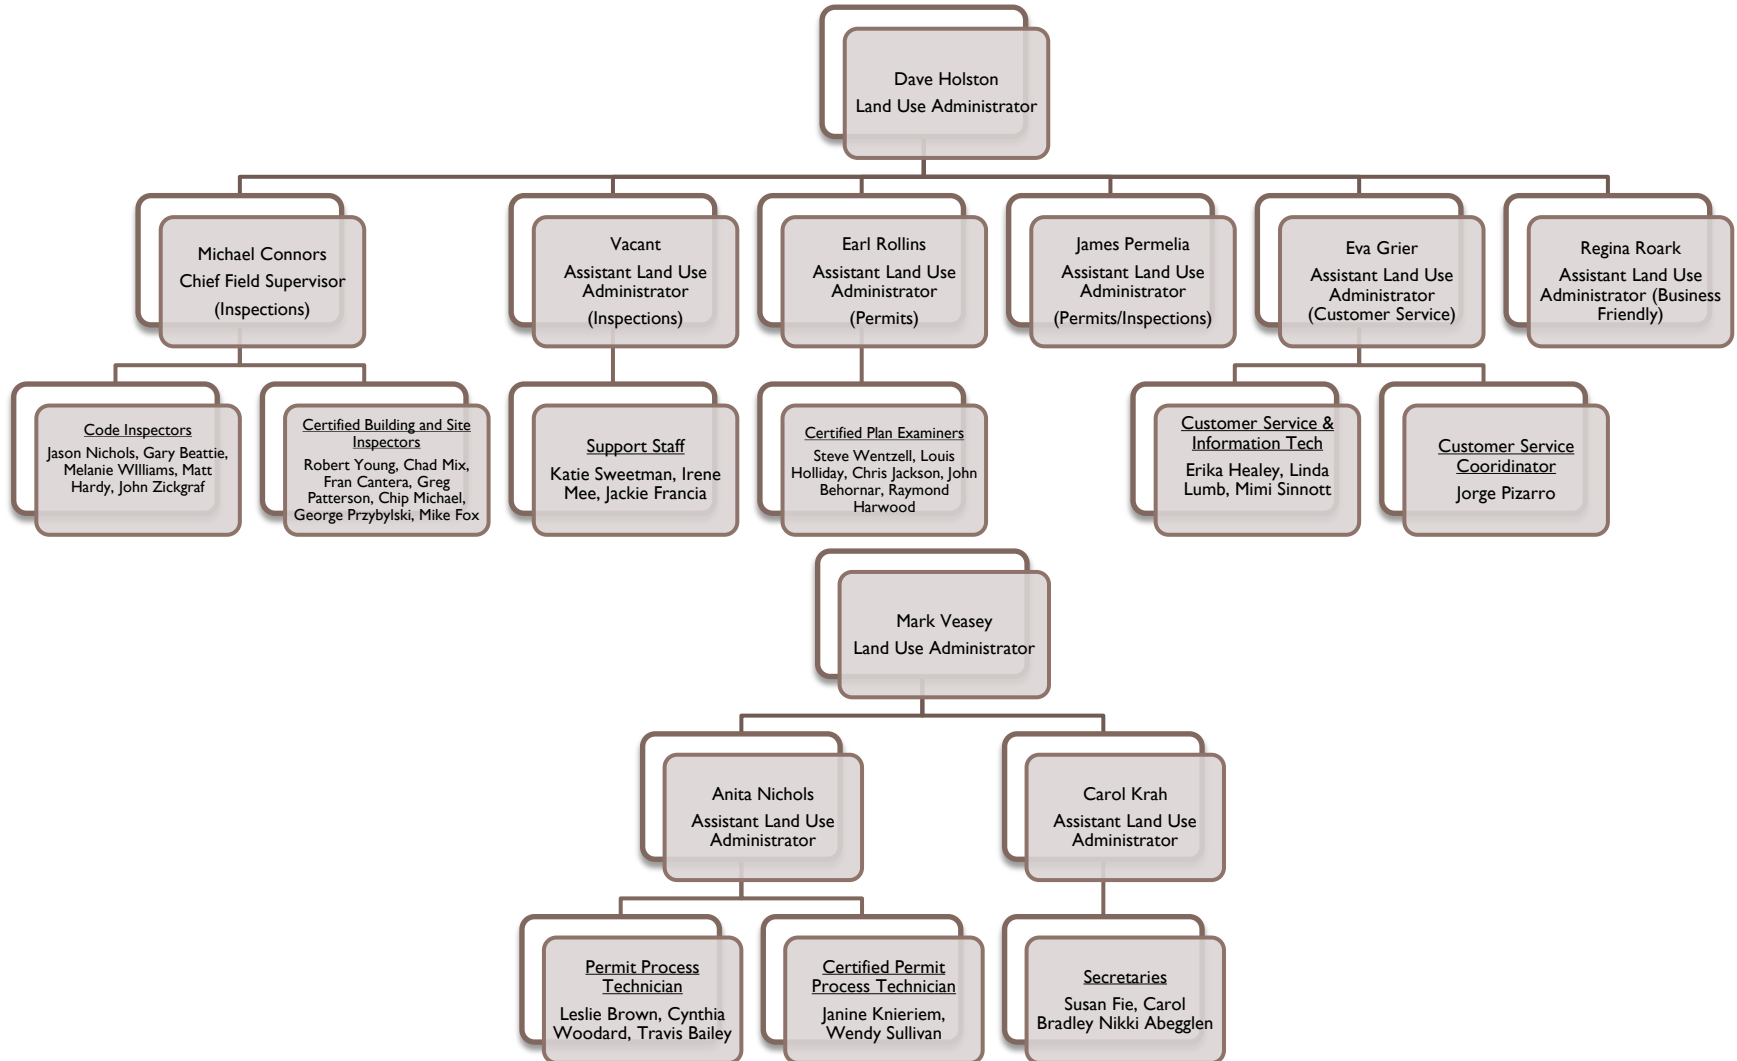 Dave Holston
Land Use Administrator
Michael Connors
Chief Field Supervisor
(Inspections)
Vacant
Assistant Land Use
Administrator
(Inspections)
Earl Rollins
Assistant Land Use
Administrator
(Permits)
James Permelia
Assistant Land Use
Administrator
(Permits/Inspections)
Eva Grier
Assistant Land Use
Administrator
(Customer Service)
Regina Roark
Assistant Land Use
Administrator (Business
Friendly)
Code Inspectors
Jason Nichols, Gary Beattie,
Melanie WIlliams, Matt
Hardy, John Zickgraf
Certified Building and Site
Inspectors
Robert Young, Chad Mix,
Fran Cantera, Greg
Patterson, Chip Michael,
George Przybylski, Mike Fox
Support Staff
Katie Sweetman, Irene
Mee, Jackie Francia
Certified Plan Examiners
Steve Wentzell, Louis
Holliday, Chris Jackson, John
Behornar, Raymond
Harwood
Customer Service &
Information Tech
Erika Healey, Linda
Lumb, Mimi Sinnott
Customer Service
Cooridinator
Jorge Pizarro
Mark Veasey
Land Use Administrator
Anita Nichols
Assistant Land Use
Administrator
Carol Krah
Assistant Land Use
Administrator
Permit Process
Technician
Leslie Brown, Cynthia
Woodard, Travis Bailey
Certified Permit
Process Technician
Janine Knieriem,
Wendy Sullivan
Secretaries
Susan Fie, Carol
Bradley Nikki Abegglen